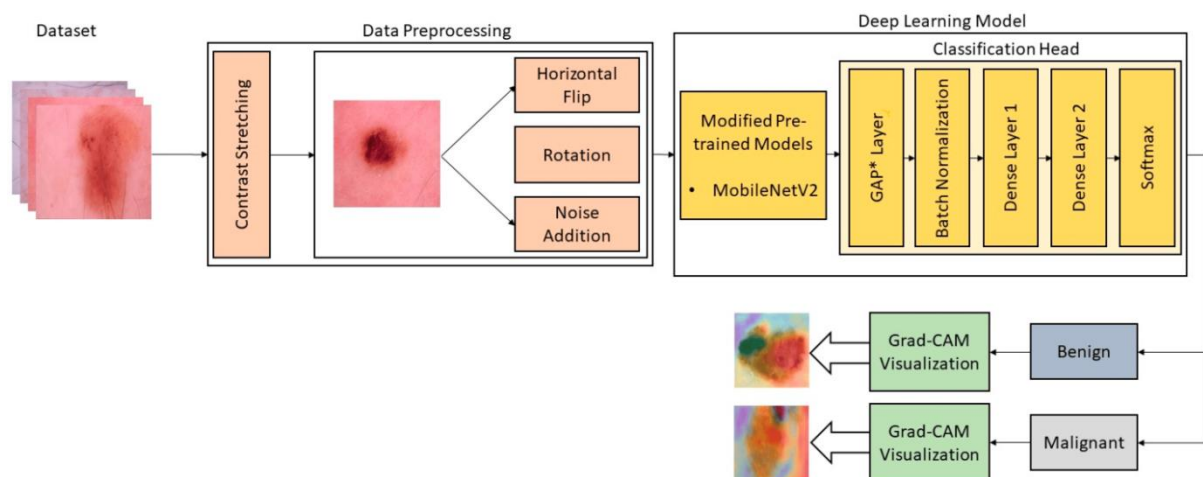 Dataset
Data Preprocessing
Contrast Stretching
Horizontal
Flip
Rotation
Noise
Addition
Deep Learning Model
Classification Head
Modified Pre-
trained Models
• MobileNetV2
GAP* Layer
Batch Normalization
Dense Layer 1
Dense Layer 2
Softmax
Grad-CAM
Visualization
Benign
Grad-CAM
Visualization
Malignant